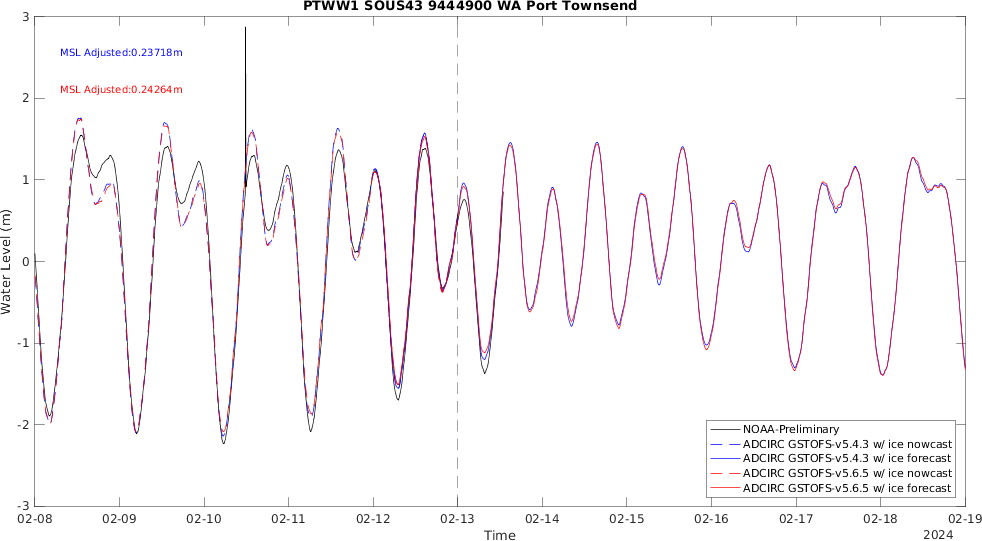 PTWW1 SOUS43 9444900 WA Port Townsend
MSL Adjusted:0.23718m
MSL Adjusted:0.24264m
Water Level (m)
3
2
1
0
-1
-2
-3
NOAA-Preliminary
ADCIRC GSTOFS-v5.4.3 w/ ice nowcast
ADCIRC GSTOFS-v5.4.3 w/ ice forecast
ADCIRC GSTOFS-v5.6.5 w/ ice nowcast
ADCIRC GSTOFS-v5.6.5 w/ ice forecast
02-08 02-09 02-10 02-11 02-12 02-13 02-14 02-15 02-16 02-17 02-18 02-19
Time
2024